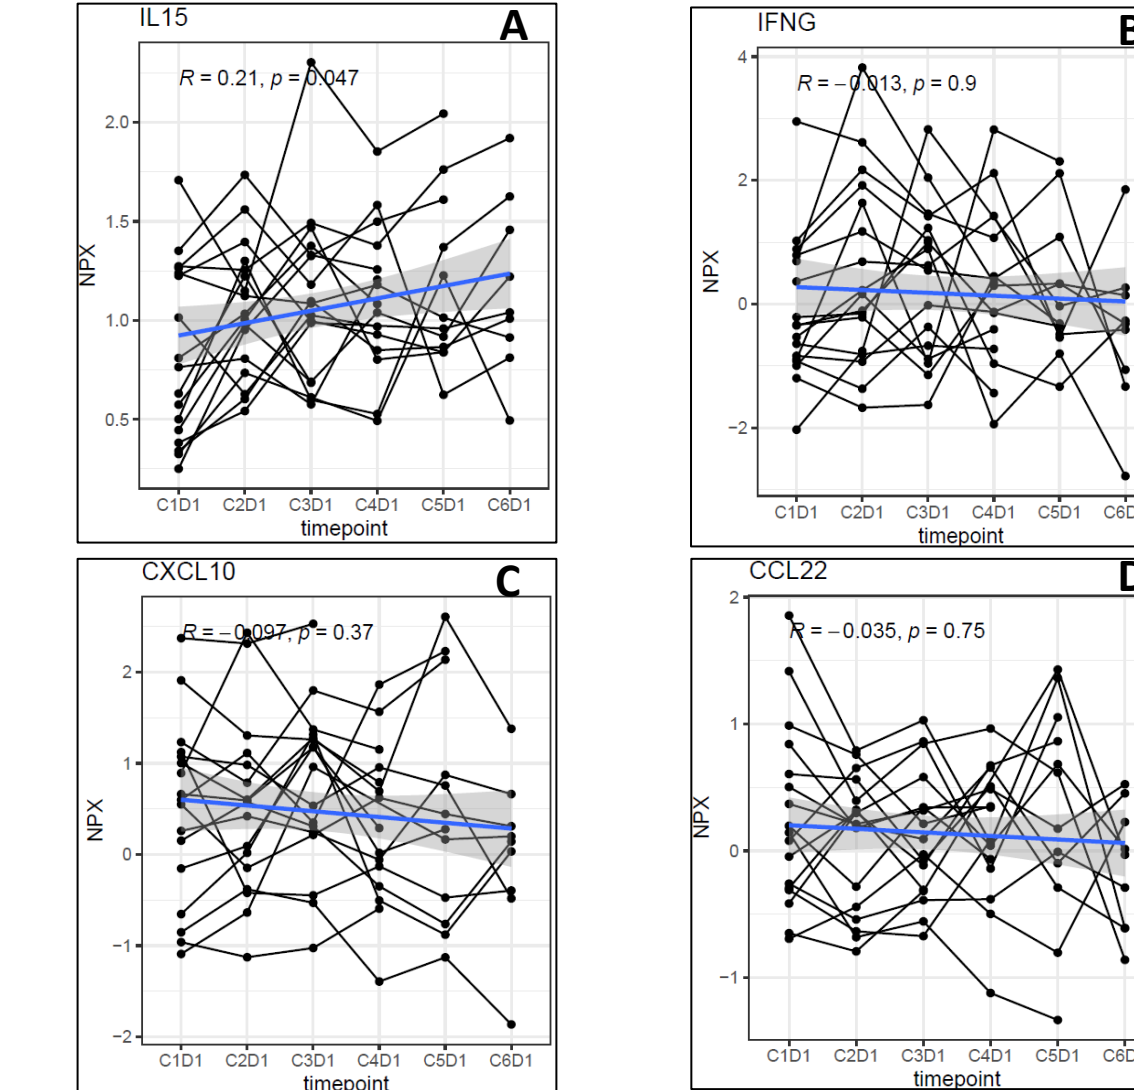 IL15 A
R = 0.21, p = 0.047
2.0
1.5
1.0
0.5
NPX
C1D1 C2D1 C3D1 C4D1 C5D1 C6D1
timepoint
IFNG B
R = −0.013, p = 0.9
4
2
0
−2
NPX
C1D1 C2D1 C3D1 C4D1 C5D1 C6D
timepoint
CXCL10 C
R = −0.097, p = 0.37
2
1
0
−1
−2
NPX
C1D1 C2D1 C3D1 C4D1 C5D1 C6D1
timepoint
CCL22 D
R = −0.035, p = 0.75
2
1
0
−1
NPX
C1D1 C2D1 C3D1 C4D1 C5D1 C6D
timepoint